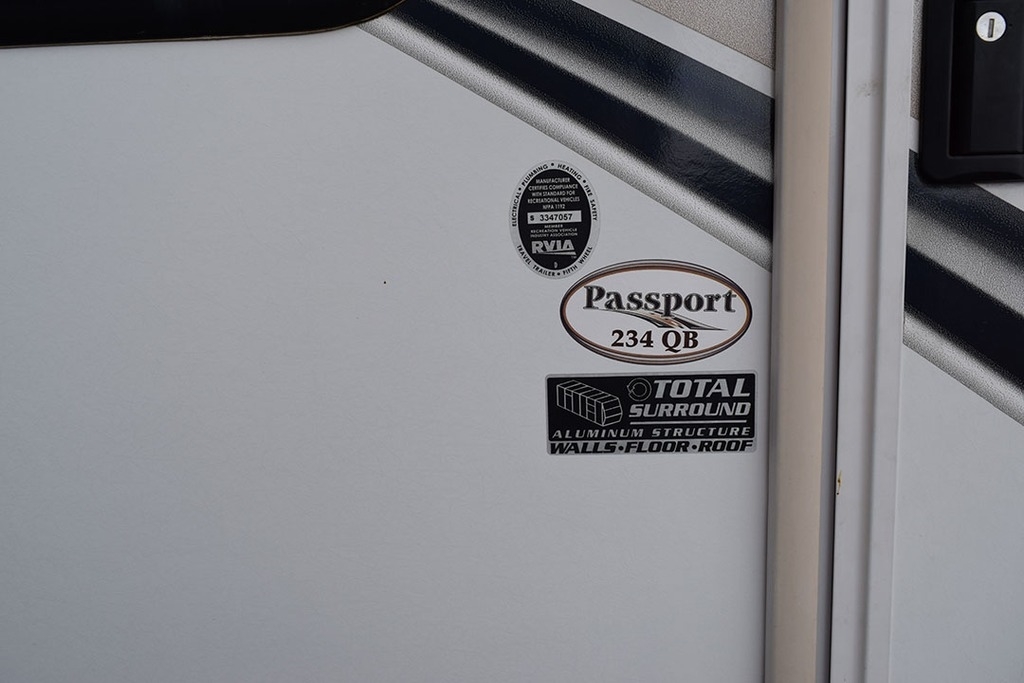 ELECTRICAL • PLUMBING • HEATING • FIRE SAFETY
MANUFACTURER
CERTIFIES COMPLIANCE
WITH STANDARD FOR
RECREATIONAL VEHICLES
NFPA 1192
S 3347057
MEMBER
RECREATION VEHICLE
INDUSTRY ASSOCIATION
RVIA
TRAVEL TRAILER • FIFTH WHEEL
Passport
234 QB
TOTAL
SURROUND
ALUMINUM STRUCTURE
WALLS•FLOOR•ROOF